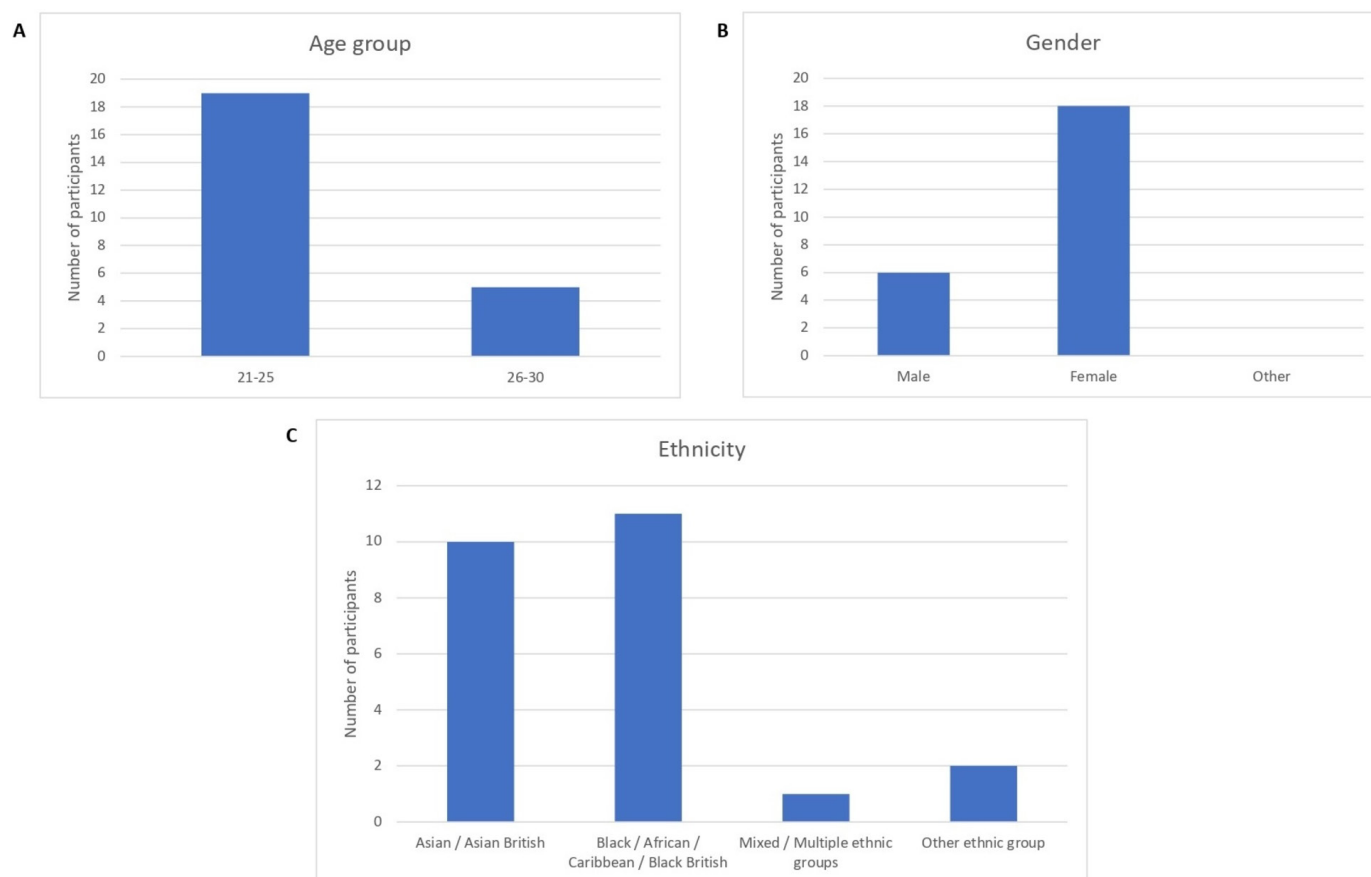 A
Age group
Number of participants
20
18
16
14
12
10
8
6
4
2
0
21-25
26-30
B
Gender
Number of participants
20
18
16
14
12
10
8
6
4
2
0
Male
Female
Other
C
Ethnicity
Number of participants
12
10
8
6
4
2
0
Asian / Asian British
Black / African /
Caribbean / Black British
Mixed / Multiple ethnic
groups
Other ethnic group